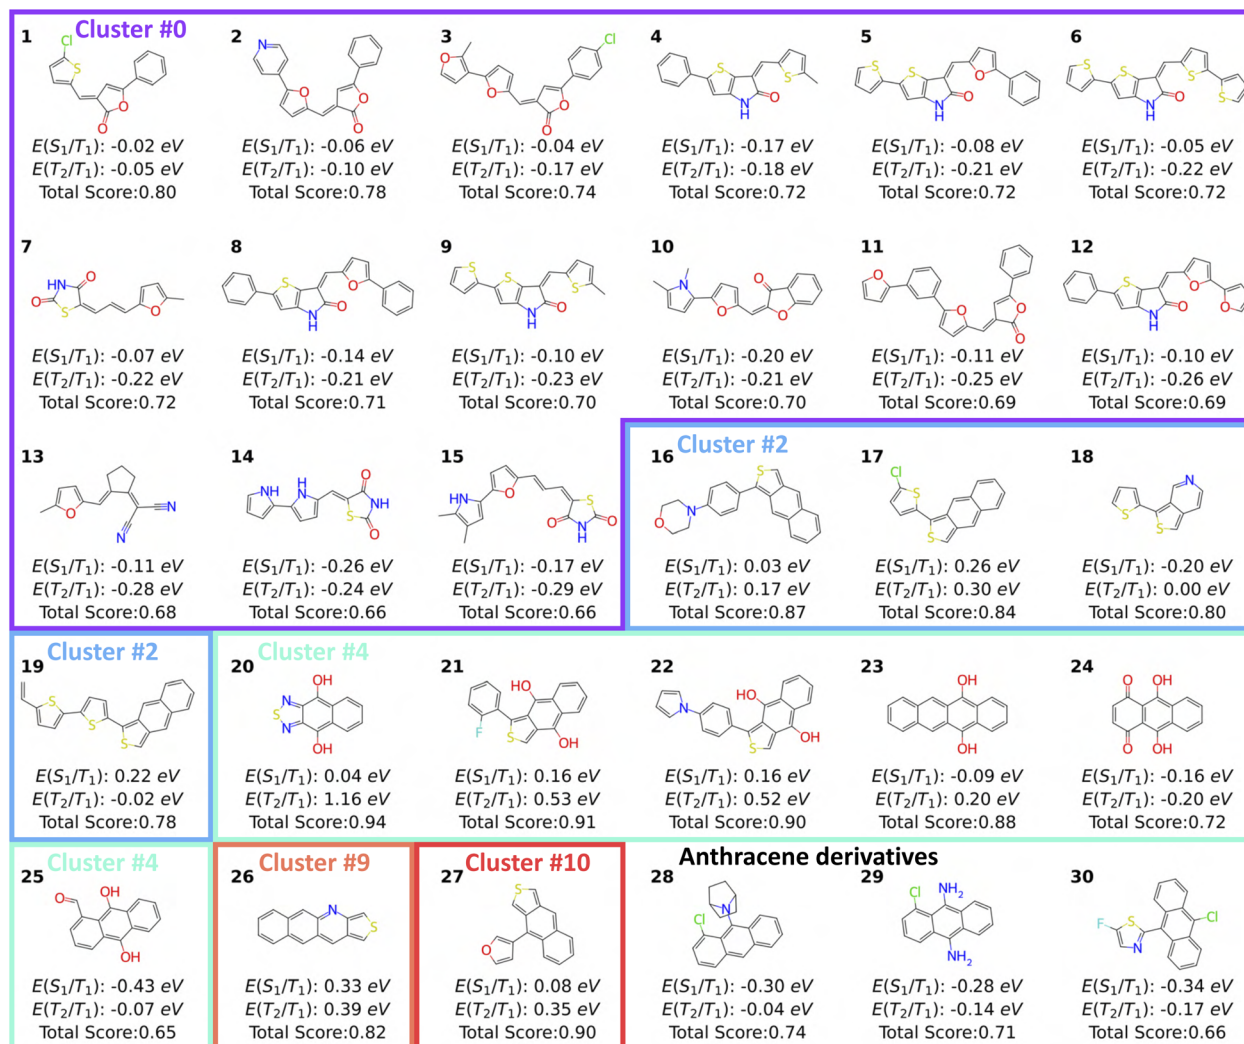 Cluster #0
1 2 3 4 5 6
E(S1/T1): -0.02 eV E(S1/T1): -0.06 eV E(S1/T1): -0.04 eV E(S1/T1): -0.17 eV E(S1/T1): -0.08 eV E(S1/T1): -0.05 eV
E(T2/T1): -0.05 eV E(T2/T1): -0.10 eV E(T2/T1): -0.17 eV E(T2/T1): -0.18 eV E(T2/T1): -0.21 eV E(T2/T1): -0.22 eV
Total Score:0.80 Total Score:0.78 Total Score:0.74 Total Score:0.72 Total Score:0.72 Total Score:0.72
7 8 9 10 11 12
E(S1/T1): -0.07 eV E(S1/T1): -0.14 eV E(S1/T1): -0.10 eV E(S1/T1): -0.20 eV E(S1/T1): -0.11 eV E(S1/T1): -0.10 eV
E(T2/T1): -0.22 eV E(T2/T1): -0.21 eV E(T2/T1): -0.23 eV E(T2/T1): -0.21 eV E(T2/T1): -0.25 eV E(T2/T1): -0.26 eV
Total Score:0.72 Total Score:0.71 Total Score:0.70 Total Score:0.70 Total Score:0.69 Total Score:0.69
Cluster #2
13 14 15 16 17 18
E(S1/T1): -0.11 eV E(S1/T1): -0.26 eV E(S1/T1): -0.17 eV E(S1/T1): 0.03 eV E(S1/T1): 0.26 eV E(S1/T1): -0.20 eV
E(T2/T1): -0.28 eV E(T2/T1): -0.24 eV E(T2/T1): -0.29 eV E(T2/T1): 0.17 eV E(T2/T1): 0.30 eV E(T2/T1): 0.00 eV
Total Score:0.68 Total Score:0.66 Total Score:0.66 Total Score:0.87 Total Score:0.84 Total Score:0.80
Cluster #2 Cluster #4
19 20 21 22 23 24
E(S1/T1): 0.22 eV E(S1/T1): 0.04 eV E(S1/T1): 0.16 eV E(S1/T1): 0.16 eV E(S1/T1): -0.09 eV E(S1/T1): -0.16 eV
E(T2/T1): -0.02 eV E(T2/T1): 1.16 eV E(T2/T1): 0.53 eV E(T2/T1): 0.52 eV E(T2/T1): 0.20 eV E(T2/T1): -0.20 eV
Total Score:0.78 Total Score:0.94 Total Score:0.91 Total Score:0.90 Total Score:0.88 Total Score:0.72
Cluster #4 Cluster #9 Cluster #10 Anthracene derivatives
25 26 27 28 29 30
E(S1/T1): -0.43 eV E(S1/T1): 0.33 eV E(S1/T1): 0.08 eV E(S1/T1): -0.30 eV E(S1/T1): -0.28 eV E(S1/T1): -0.34 eV
E(T2/T1): -0.07 eV E(T2/T1): 0.39 eV E(T2/T1): 0.35 eV E(T2/T1): -0.04 eV E(T2/T1): -0.14 eV E(T2/T1): -0.17 eV
Total Score:0.65 Total Score:0.82 Total Score:0.90 Total Score:0.74 Total Score:0.71 Total Score:0.66